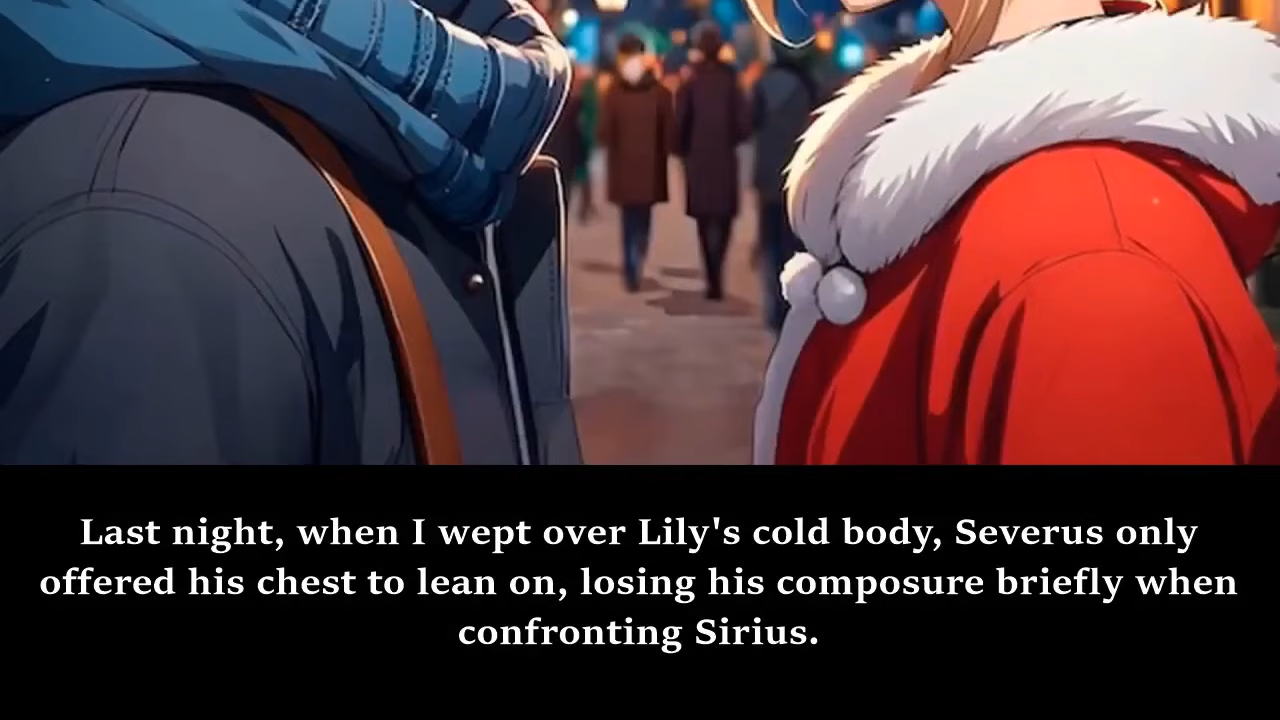 Last night, when I wept over Lily's cold body, Severus only
offered his chest to lean on, losing his composure briefly when
confronting Sirius.